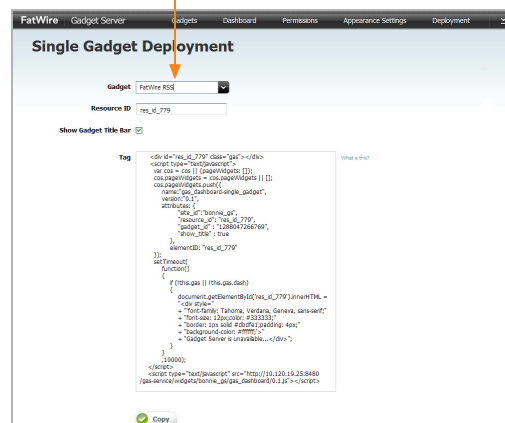 FatWire Gadget Server Gadgets Dashboard Permissions Appearance Settings Deployment
Single Gadget Deployment
Gadget FatWire RSS
Resource ID res_id_779
Show Gadget Title Bar
Tag What is this?
<div id="res_id_779" class="gas"></div>
<script type="text/javascript">
var cos = cos || {pageWidgets: []};
cos.pageWidgets = cos.pageWidgets || [];
cos.pageWidgets.push({
name:"gas_dashboard-single_gadget",
version:"0.1",
attributes: {
"site_id":"bonnie_gs",
"resource_id": "res_id_779",
"gadget_id" : "1288047266769",
"show_title" : true
},
elementID: "res_id_779"
});
setTimeout(
function()
{
if (!this.gas || !this.gas.dash)
{
document.getElementById('res_id_779').innerHTML =
"<div style='"
+ "font-family: Tahoma, Verdana, Geneva, sans-serif;"
+ "font-size: 12px;color: #333333;"
+ "border: 1px solid #dbdfe1;padding: 4px;"
+ "background-color: #ffffff;'>"
+ "Gadget Server is unavailable...</div>";
}
}
,10000);
</script>
<script type="text/javascript" src="http://10.120.19.25:8480
/gas-service/widgets/bonnie_gs/gas_dashboard/0.1.js"></script>
Copy